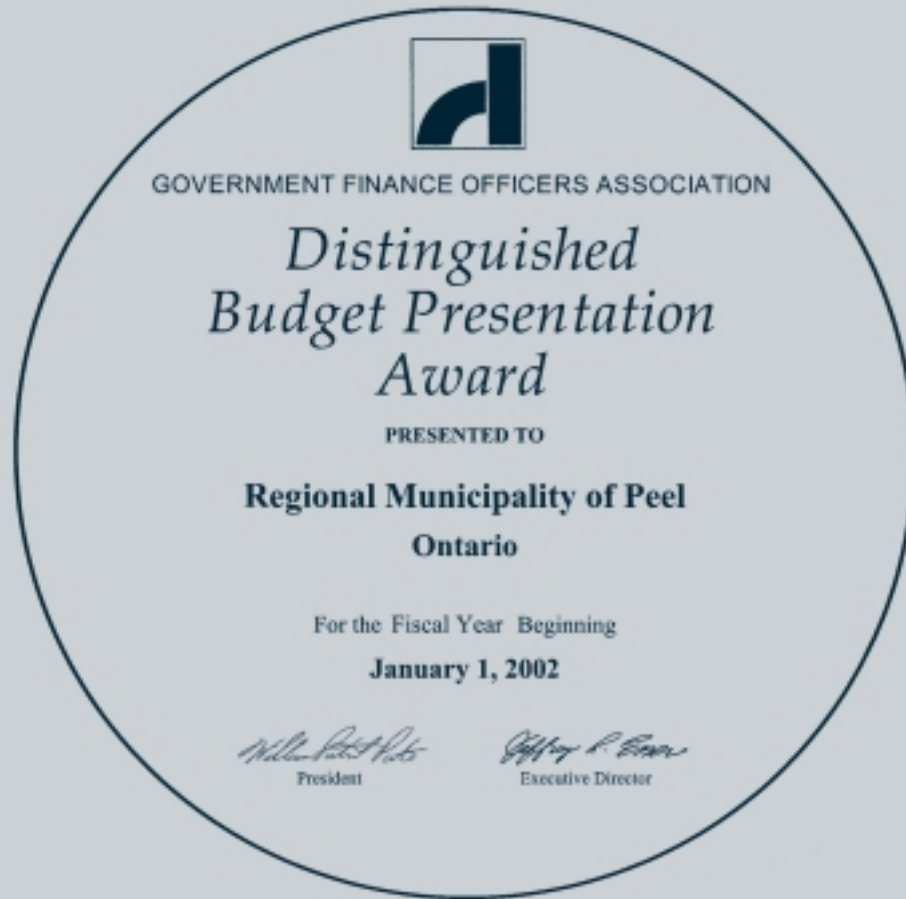 GOVERNMENT FINANCE OFFICERS ASSOCIATION
Distinguished
Budget Presentation
Award
PRESENTED TO
Regional Municipality of Peel
Ontario
For the Fiscal Year Beginning
January 1, 2002
President
Executive Director